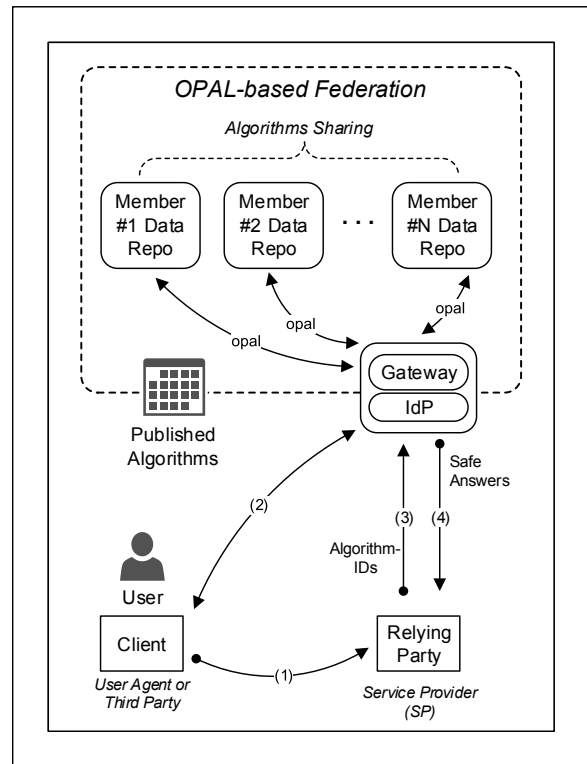 OPAL-based Federation
Algorithms Sharing
Member
#1 Data
Repo
Member
#2 Data
Repo
. . .
Member
#N Data
Repo
opal
opal
opal
Gateway
IdP
Published
Algorithms
Safe
Answers
(2)
(3)
(4)
Algorithm-
IDs
User
Client
Relying
Party
(1)
User Agent or
Third Party
Service Provider
(SP)